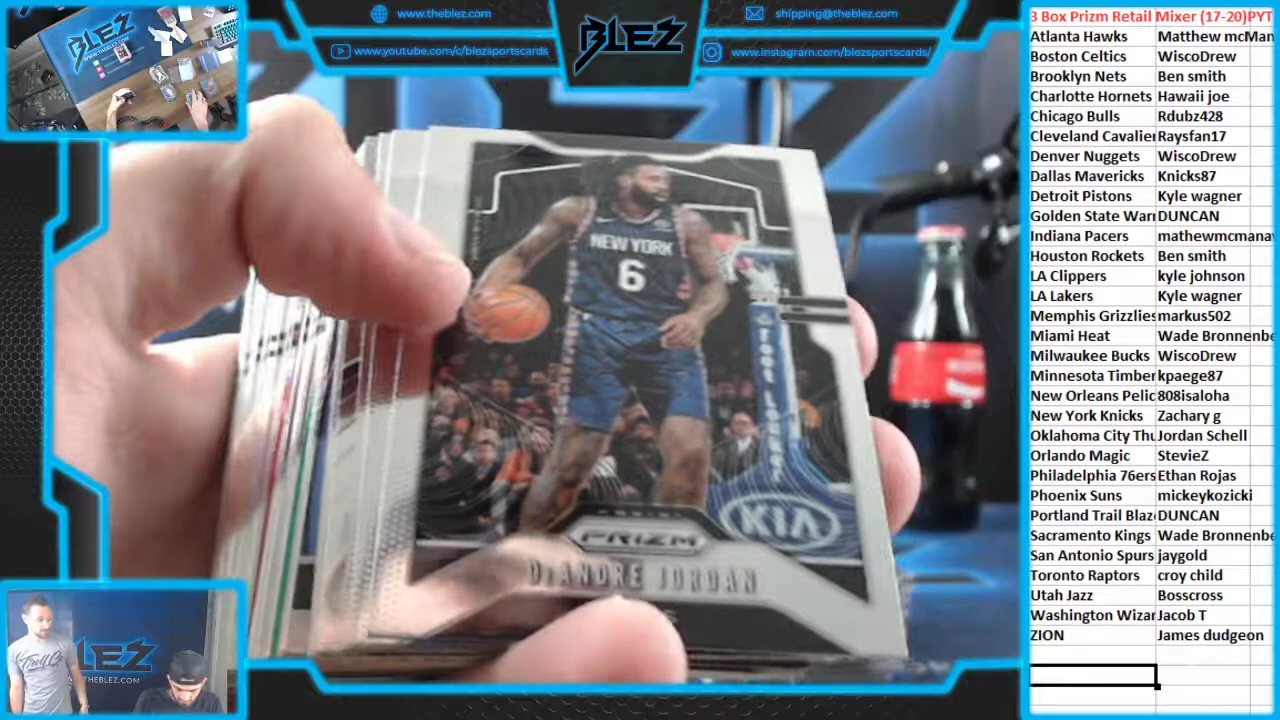 www.theblez.com
shipping@theblez.com
www.youtube.com/c/blezsportscards
BLEZ
www.instagram.com/blezsportscards/
NEW YORK
6
FOOT LOCKER
KIA
PANINI
PRIZM
DEANDRE JORDAN
BLEZ
BLEZ
.COM
3 Box Prizm Retail Mixer (17-20)PYT
Atlanta Hawks Matthew mcMan
Boston Celtics WiscoDrew
Brooklyn Nets Ben smith
Charlotte Hornets Hawaii joe
Chicago Bulls Rdubz428
Cleveland Cavalier Raysfan17
Denver Nuggets WiscoDrew
Dallas Mavericks Knicks87
Detroit Pistons Kyle wagner
Golden State Warr DUNCAN
Indiana Pacers mathewmcmanav
Houston Rockets Ben smith
LA Clippers kyle johnson
LA Lakers Kyle wagner
Memphis Grizzlies markus502
Miami Heat Wade Bronnenbe
Milwaukee Bucks WiscoDrew
Minnesota Timber kpaege87
New Orleans Pelic 808isaloha
New York Knicks Zachary g
Oklahoma City Thu Jordan Schell
Orlando Magic StevieZ
Philadelphia 76ers Ethan Rojas
Phoenix Suns mickeykozicki
Portland Trail Blaz DUNCAN
Sacramento Kings Wade Bronnenbe
San Antonio Spurs jaygold
Toronto Raptors croy child
Utah Jazz Bosscross
Washington Wizar Jacob T
ZION James dudgeon